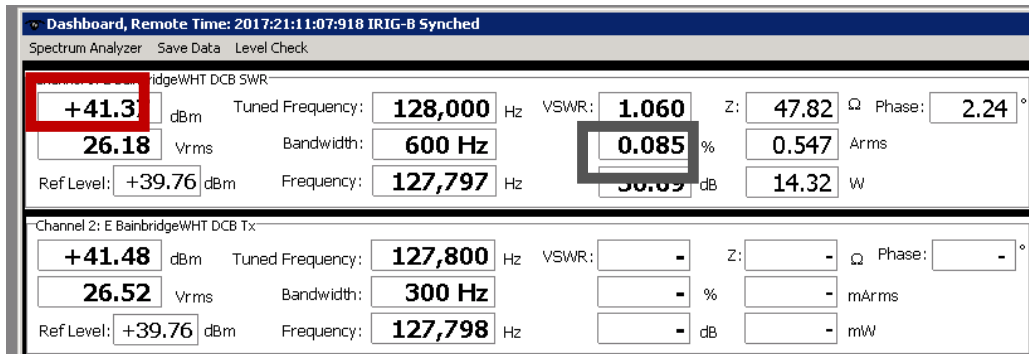 Dashboard, Remote Time: 2017:21:11:07:918 IRIG-B Synched
Spectrum Analyzer Save Data Level Check
ridgeWHT DCB SWR
+41.37 dBm Tuned Frequency: 128,000 Hz VSWR: 1.060 Z: 47.82 Ω Phase: 2.24 °
26.18 Vrms Bandwidth: 600 Hz 0.085 % 0.547 Arms
Ref Level: +39.76 dBm Frequency: 127,797 Hz 30.69 dB 14.32 W
Channel 2: E BainbridgeWHT DCB Tx
+41.48 dBm Tuned Frequency: 127,800 Hz VSWR: - Z: - Ω Phase: - °
26.52 Vrms Bandwidth: 300 Hz - % - mArms
Ref Level: +39.76 dBm Frequency: 127,798 Hz - dB - mW